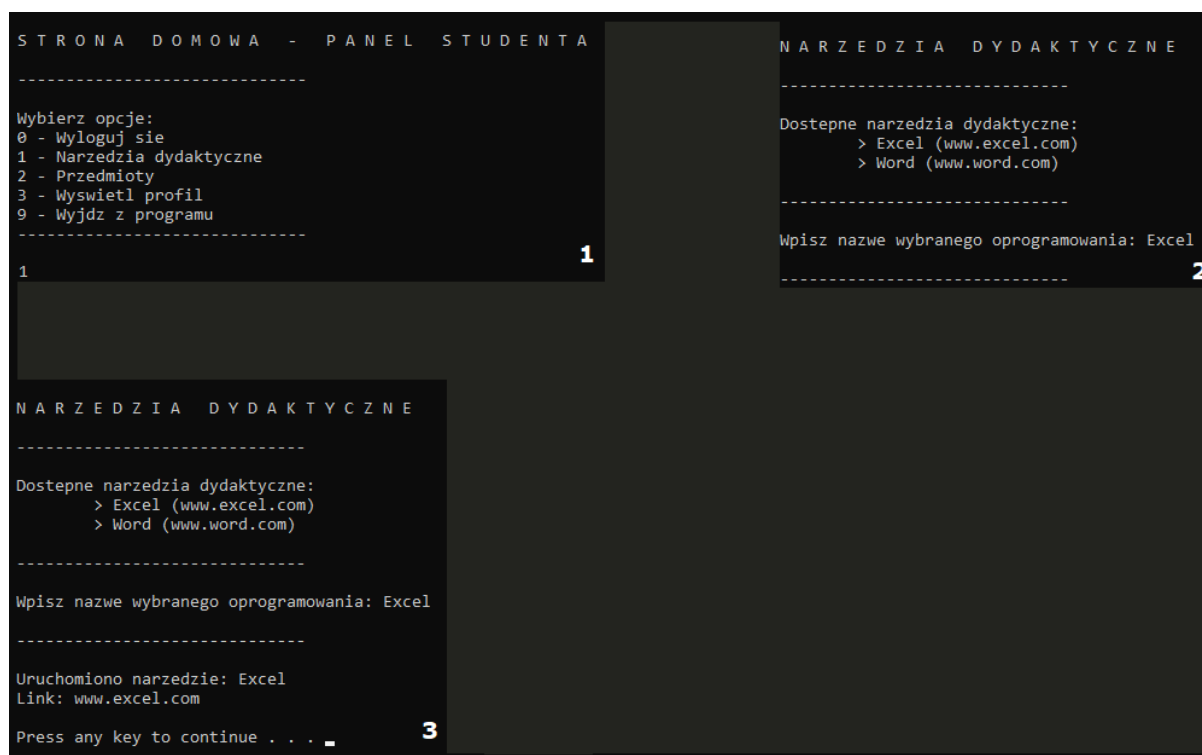 S T R O N A   D O M O W A   -   P A N E L   S T U D E N T A
------------------------------
Wybierz opcje:
0 - Wyloguj sie
1 - Narzedzia dydaktyczne
2 - Przedmioty
3 - Wyswietl profil
9 - Wyjdz z programu
------------------------------
1
1
N A R Z E D Z I A   D Y D A K T Y C Z N E
------------------------------
Dostepne narzedzia dydaktyczne:
> Excel (www.excel.com)
> Word (www.word.com)
------------------------------
Wpisz nazwe wybranego oprogramowania: Excel
------------------------------
2
N A R Z E D Z I A   D Y D A K T Y C Z N E
------------------------------
Dostepne narzedzia dydaktyczne:
> Excel (www.excel.com)
> Word (www.word.com)
------------------------------
Wpisz nazwe wybranego oprogramowania: Excel
------------------------------
Uruchomiono narzedzie: Excel
Link: www.excel.com
Press any key to continue . . . _
3